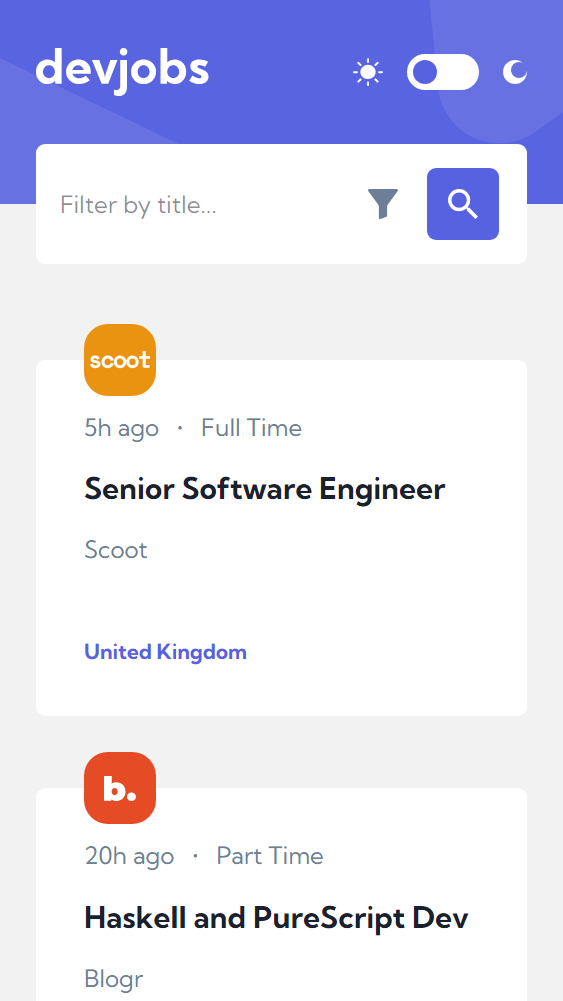 devjobs
Filter by title...
scoot
5h ago · Full Time
Senior Software Engineer
Scoot
United Kingdom
b.
20h ago · Part Time
Haskell and PureScript Dev
Blogr